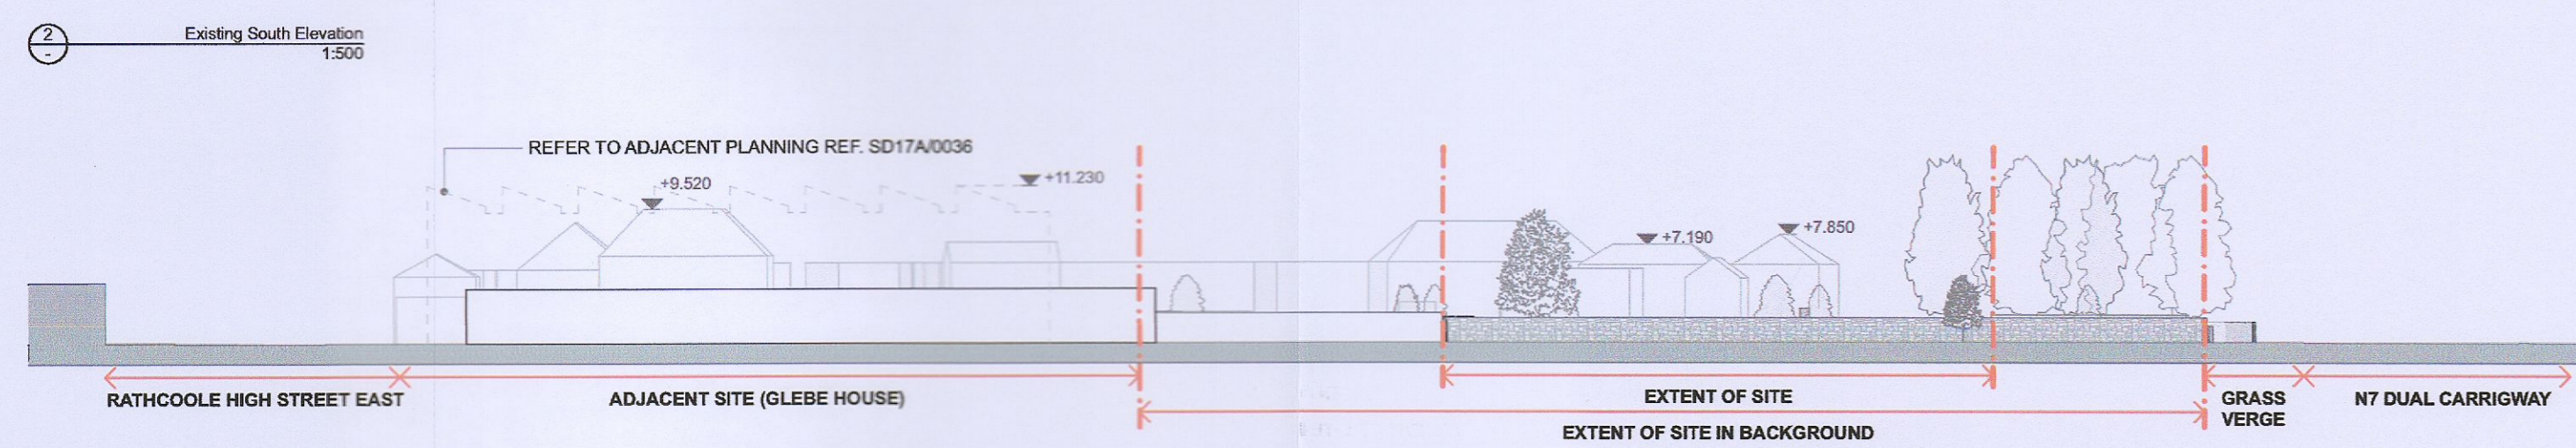 2
-
Existing South Elevation
1:500
REFER TO ADJACENT PLANNING REF. SD17A/0036
+9.520
+11.230
+7.190
+7.850
RATHCOOLE HIGH STREET EAST
ADJACENT SITE (GLEBE HOUSE)
EXTENT OF SITE
EXTENT OF SITE IN BACKGROUND
GRASS
VERGE
N7 DUAL CARRIGWAY